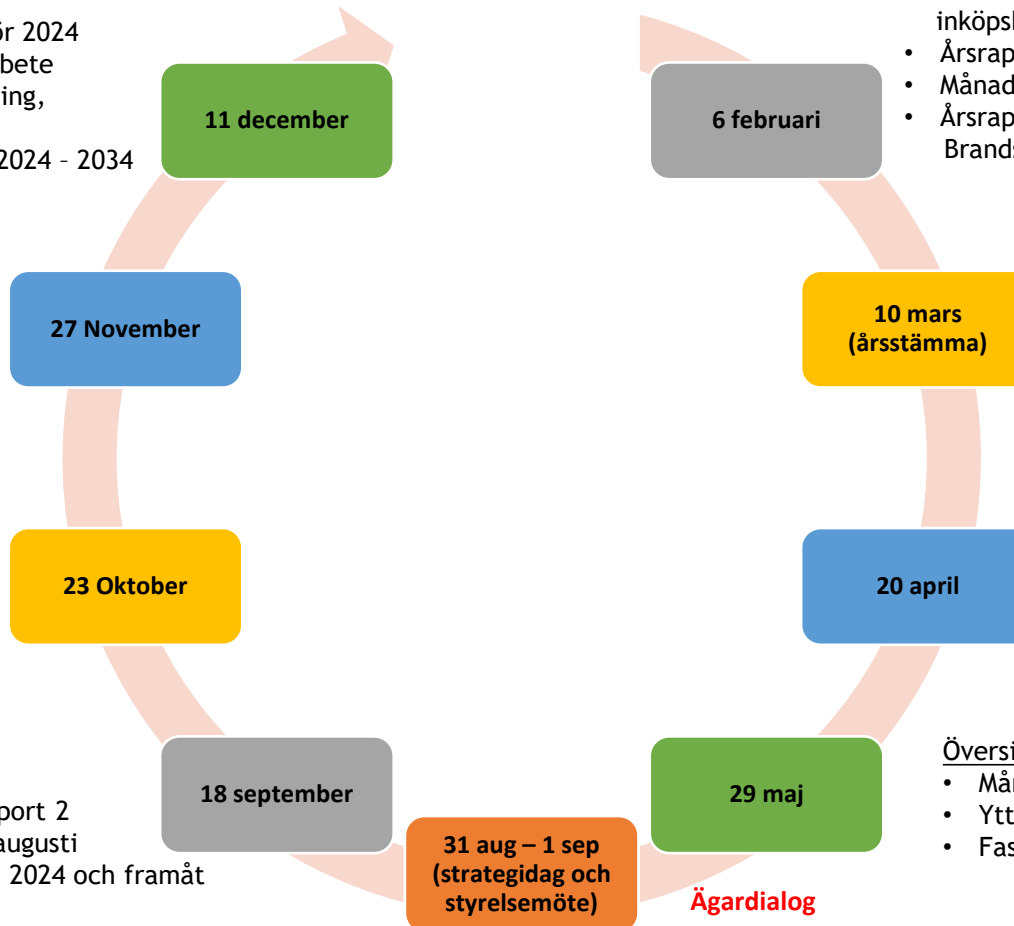 ör 2024
bete
ing,
2024 – 2034
11 december
6 februari
inköps
• Årsrap
• Månad
• Årsrap
Brands
27 November
10 mars
(årsstämma)
23 Oktober
20 april
18 september
port 2
augusti
2024 och framåt
31 aug – 1 sep
(strategidag och
styrelsemöte)
29 maj
Ägardialog
Översi
• Mån
• Ytt
• Fas